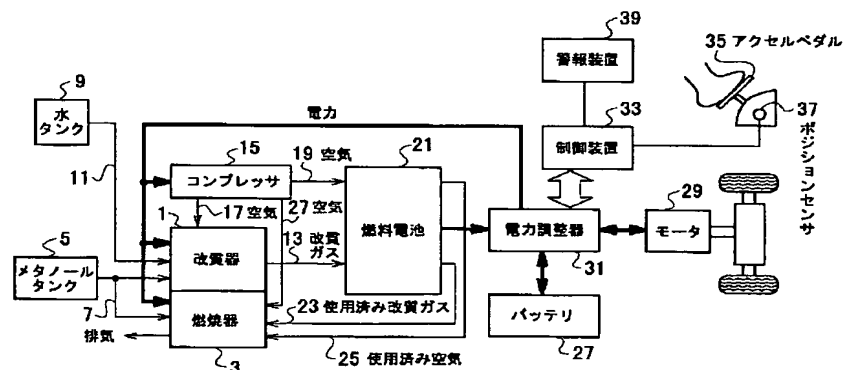 39
警報装置
35 アクセルペダル
37
ポジションセンサ
9
水
タンク
電力
33
制御装置
15
コンプレッサ
19 空気
21
11
1
17 空気
27 空気
29
5
メタノール
タンク
改質器
13 改質
ガス
燃料電池
電力調整器
モータ
31
7
燃焼器
23 使用済み改質ガス
バッテリ
排気
25 使用済み空気
27
3